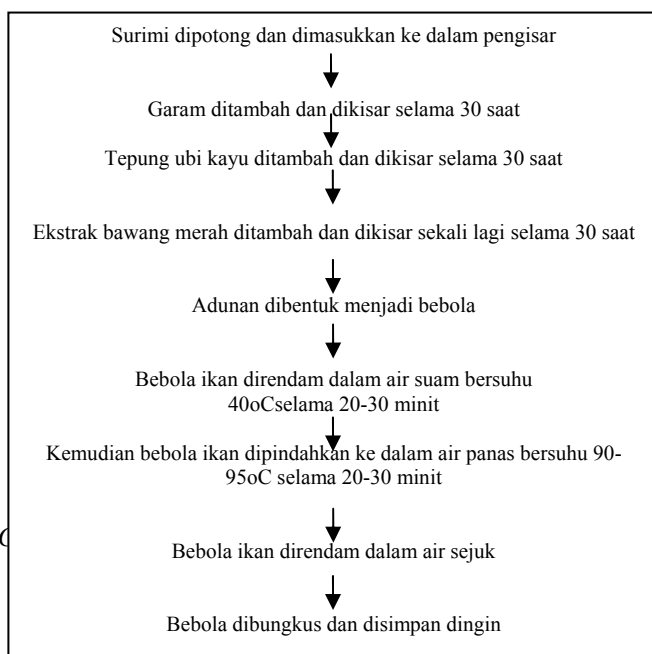 Surimi dipotong dan dimasukkan ke dalam pengisar
Garam ditambah dan dikisar selama 30 saat
Tepung ubi kayu ditambah dan dikisar selama 30 saat
Ekstrak bawang merah ditambah dan dikisar sekali lagi selama 30 saat
Adunan dibentuk menjadi bebola
Bebola ikan direndam dalam air suam bersuhu
40oCselama 20-30 minit
Kemudian bebola ikan dipindahkan ke dalam air panas bersuhu 90-
95oC selama 20-30 minit
Bebola ikan direndam dalam air sejuk
Bebola dibungkus dan disimpan dingin